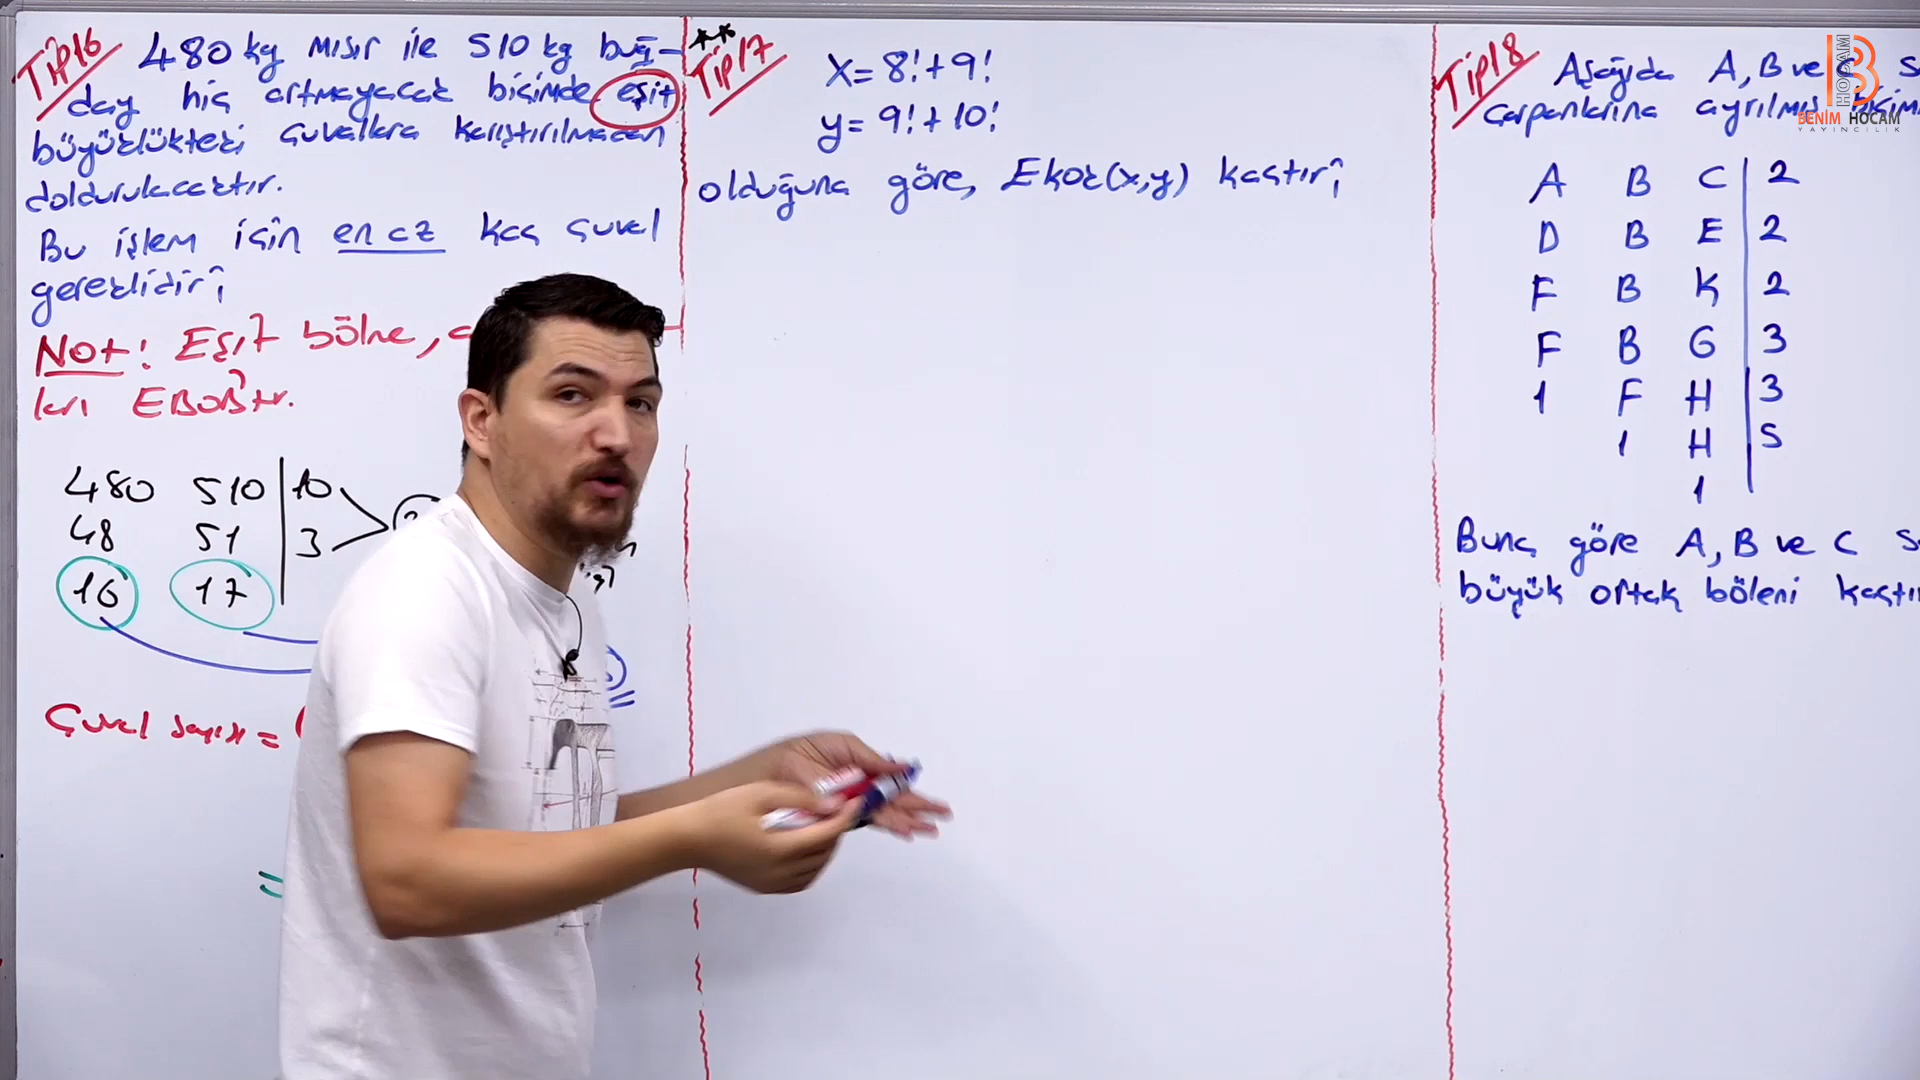 Tip16 480 kg mısır ile 510 kg buğ-
day hiç artmayacak biçimde eşit
büyüklükteki çuvallara karıştırılmadan
doldurulacaktır.
Bu işlem için en az kaç çuval
gereklidir?
Not! Eşit bölme,
EBOB'tır.
480 510 10
48 51 3
16 17
Çuval sayısı = (
=
Tip17
x = 8! + 9!
y = 9! + 10!
olduğuna göre, Ekok(x,y) kaçtır?
Tip18 Aşağıda A, B ve C
çarpanlarına ayrılmış
A B C 2
D B E 2
F B K 2
F B G 3
1 F H 3
1 H 5
1
Buna göre A, B ve C
büyük ortak böleni
B
HOCAM
BENİM HOCAM
YAYINCILIK